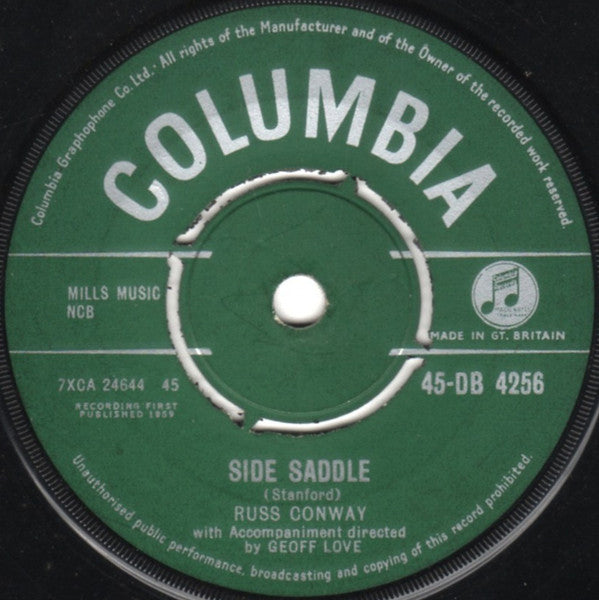 Columbia Graphophone Co. Ltd.- All rights of the Manufacturer and of the Owner of the recorded work reserved.
COLUMBIA
MILLS MUSIC
NCB
MADE IN GT. BRITAIN
7XCA 24644 45
45-DB 4256
RECORDING FIRST
PUBLISHED 1959
SIDE SADDLE
(Stanford)
RUSS CONWAY
with Accompaniment directed
by GEOFF LOVE
Unauthorised public performance, broadcasting and copying of this record prohibited.